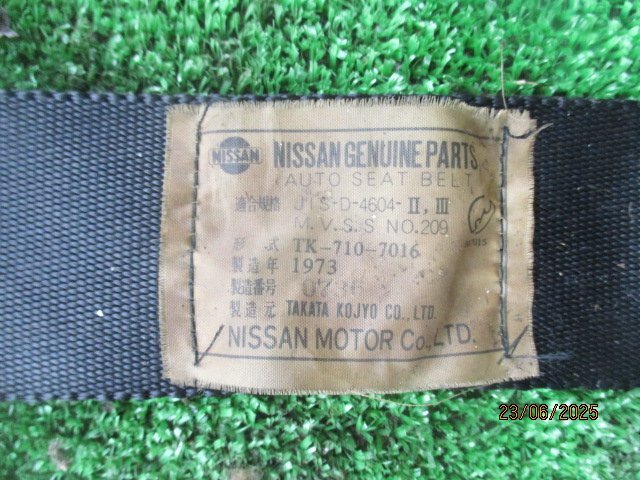 NISSAN NISSAN GENUINE PARTS
(AUTO SEAT BELT)
適合規格 JIS-D-4604-II, III
M.V.S.S NO.209
形式 TK-710-7016
製造年 1973
製造番号
製造元 TAKATA KOJYO CO., LTD.
NISSAN MOTOR Co., LTD.
23/06/2025